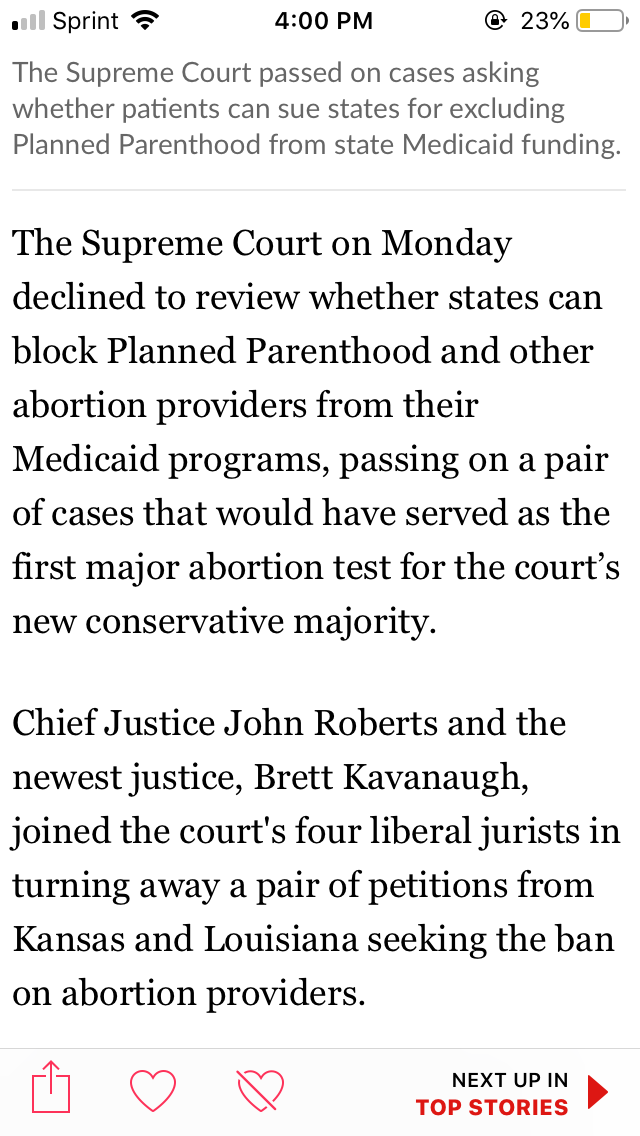 Sprint 4:00 PM 23%
The Supreme Court passed on cases asking
whether patients can sue states for excluding
Planned Parenthood from state Medicaid funding.
The Supreme Court on Monday
declined to review whether states can
block Planned Parenthood and other
abortion providers from their
Medicaid programs, passing on a pair
of cases that would have served as the
first major abortion test for the court’s
new conservative majority.
Chief Justice John Roberts and the
newest justice, Brett Kavanaugh,
joined the court's four liberal jurists in
turning away a pair of petitions from
Kansas and Louisiana seeking the ban
on abortion providers.
NEXT UP IN
TOP STORIES